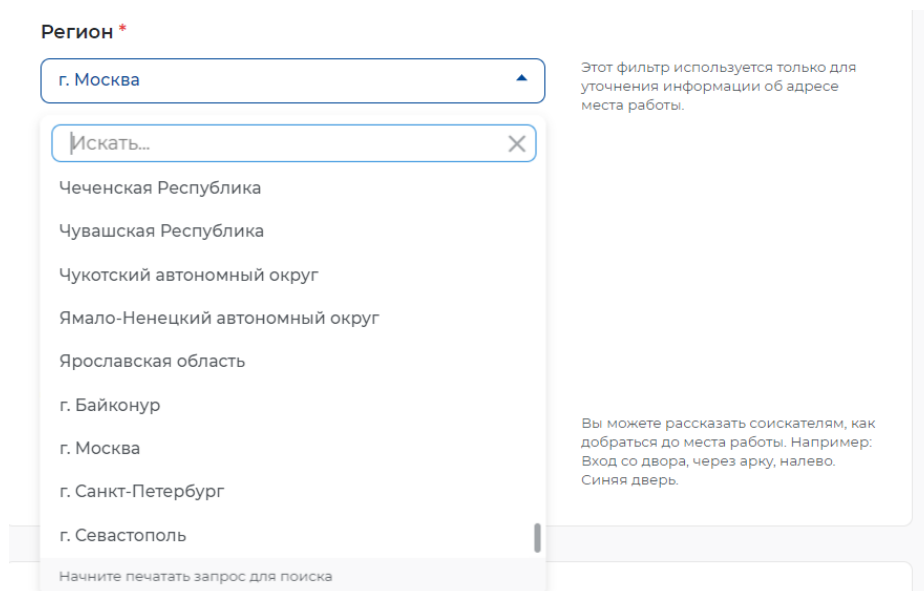 Регион *
г. Москва
Этот фильтр используется только для
уточнения информации об адресе
места работы.
Искать...
Чеченская Республика
Чувашская Республика
Чукотский автономный округ
Ямало-Ненецкий автономный округ
Ярославская область
г. Байконур
г. Москва
г. Санкт-Петербург
г. Севастополь
Начните печатать запрос для поиска
Вы можете рассказать соискателям, как
добраться до места работы. Например:
Вход со двора, через арку, налево.
Синяя дверь.